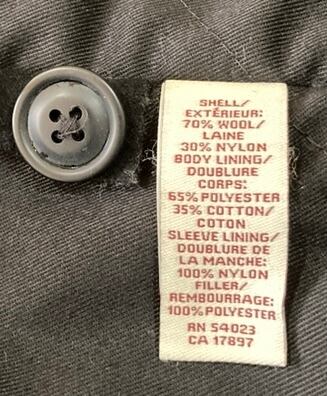 SHELL/
EXTÉRIEUR:
70% WOOL/
LAINE
30% NYLON
BODY LINING/
DOUBLURE
CORPS:
65% POLYESTER
35% COTTON/
COTON
SLEEVE LINING/
DOUBLURE DE
LA MANCHE:
100% NYLON
FILLER/
REMBOURRAGE:
100% POLYESTER
RN 54023
CA 17897